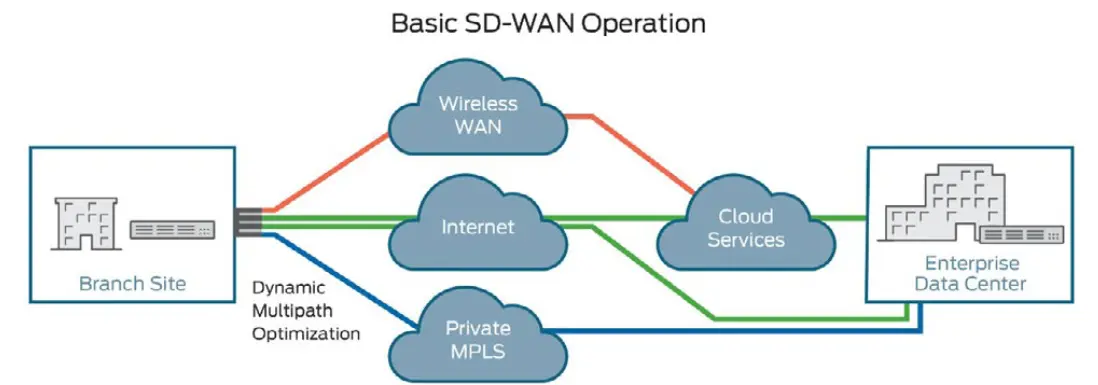 Basic SD-WAN Operation
Wireless
WAN
Internet
Cloud
Services
Branch Site
Enterprise
Data Center
Dynamic
Multipath
Optimization
Private
MPLS